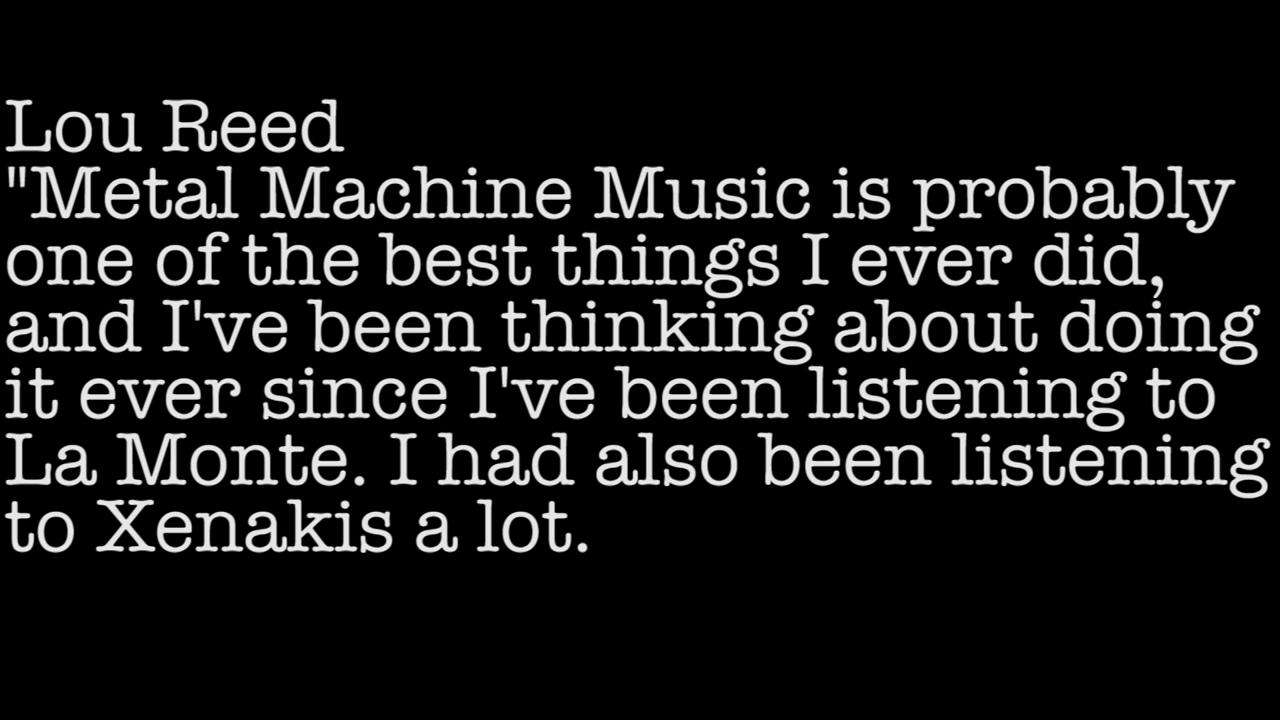 Lou Reed
"Metal Machine Music is probably
one of the best things I ever did,
and I've been thinking about doing
it ever since I've been listening to
La Monte. I had also been listening
to Xenakis a lot.